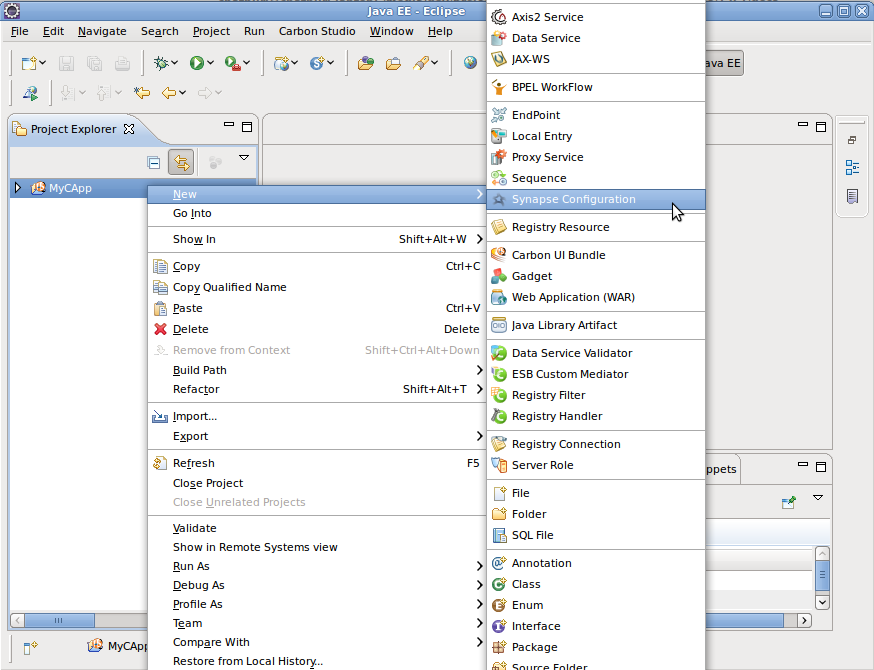 Java EE - Eclipse
File Edit Navigate Search Project Run Carbon Studio Window Help
Java EE
Project Explorer
MyCApp
New
Go Into
Show In Shift+Alt+W
Copy Ctrl+C
Copy Qualified Name
Paste Ctrl+V
Delete Delete
Remove from Context Shift+Ctrl+Alt+Down
Build Path
Refactor Shift+Alt+T
Import...
Export
Refresh F5
Close Project
Close Unrelated Projects
Validate
Show in Remote Systems view
Run As
Debug As
Profile As
Team
Compare With
Restore from Local History...
Axis2 Service
Data Service
JAX-WS
BPEL WorkFlow
EndPoint
Local Entry
Proxy Service
Sequence
Synapse Configuration
Registry Resource
Carbon UI Bundle
Gadget
Web Application (WAR)
Java Library Artifact
Data Service Validator
ESB Custom Mediator
Registry Filter
Registry Handler
Registry Connection
Server Role
File
Folder
SQL File
Annotation
Class
Enum
Interface
Package
Source Folder
ppets
MyCApp